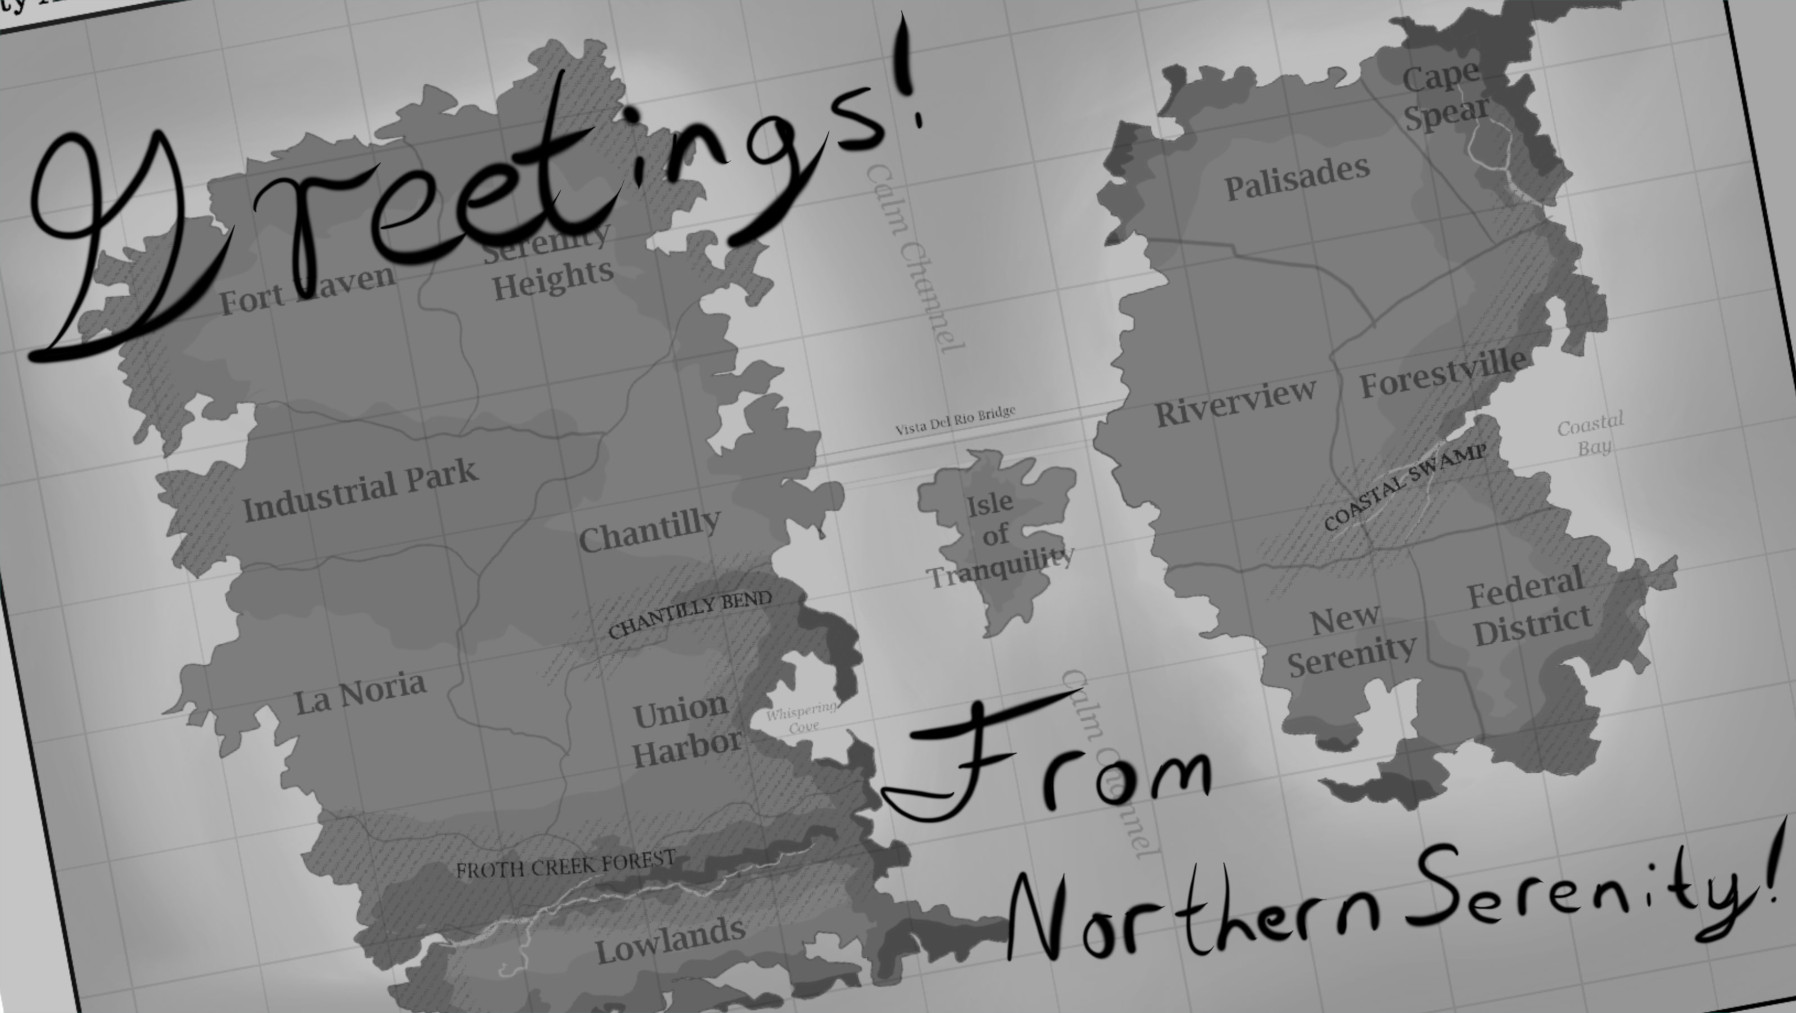 Greetings!
Cape
Spear
Palisades
Calm Channel
Serenity
Heights
Fort Haven
Vista Del Rio Bridge
Riverview
Forestville
Coastal
Bay
COASTAL SWAMP
Industrial Park
Chantilly
Isle
of
Tranquility
CHANTILLY BEND
New
Serenity
Federal
District
La Noria
Union
Harbor
Whispering
Cove
Calm Channel
From
Northern Serenity!
FROTH CREEK FOREST
Lowlands